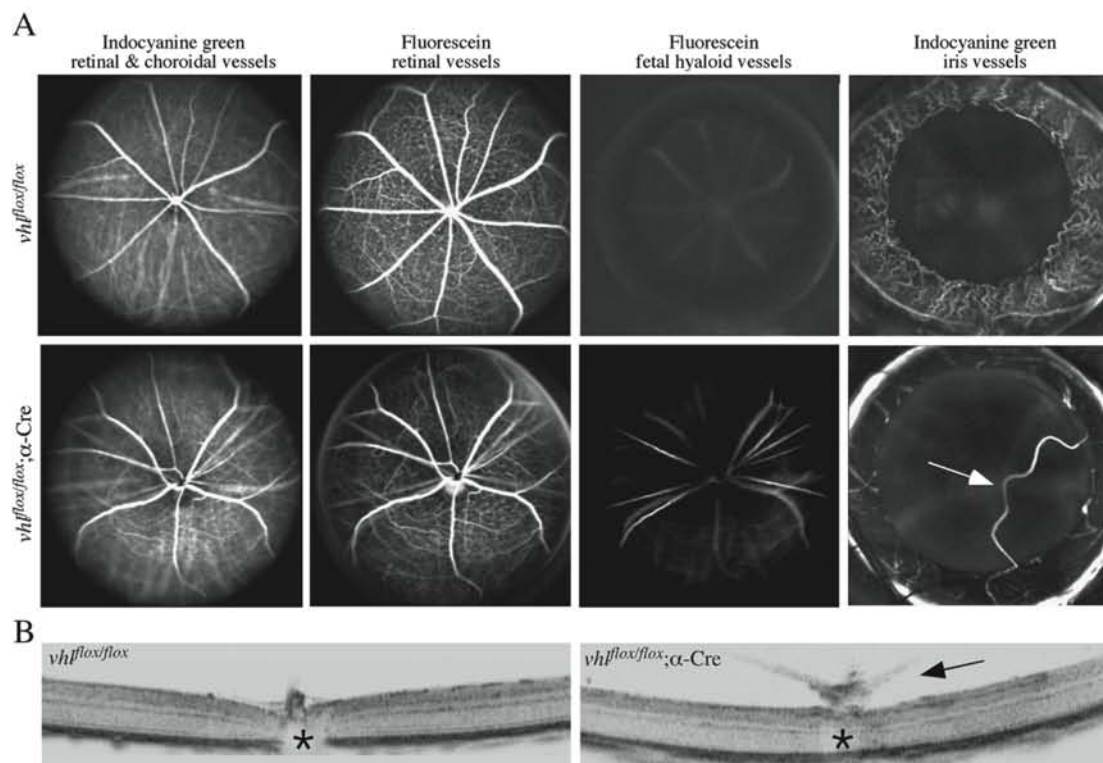 A
Indocyanine green
retinal & choroidal vessels
Fluorescein
retinal vessels
Fluorescein
fetal hyaloid vessels
Indocyanine green
iris vessels
vhlflox/flox
vhlflox/flox;α-Cre
B
vhlflox/flox
*
vhlflox/flox;α-Cre
*